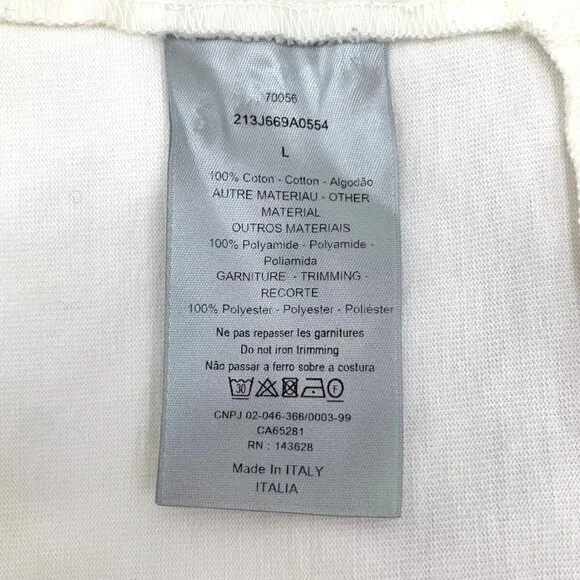 70056
213J669A0554
L
100% Coton - Cotton - Algodão
AUTRE MATERIAU - OTHER
MATERIAL
OUTROS MATERIAIS
100% Polyamide - Polyamide -
Poliamida
GARNITURE - TRIMMING -
RECORTE
100% Polyester - Polyester - Poliéster
Ne pas repasser les garnitures
Do not iron trimming
Não passar a ferro sobre a costura
30 F
CNPJ 02-046-366/0003-99
CA65281
RN : 143628
Made In ITALY
ITALIA